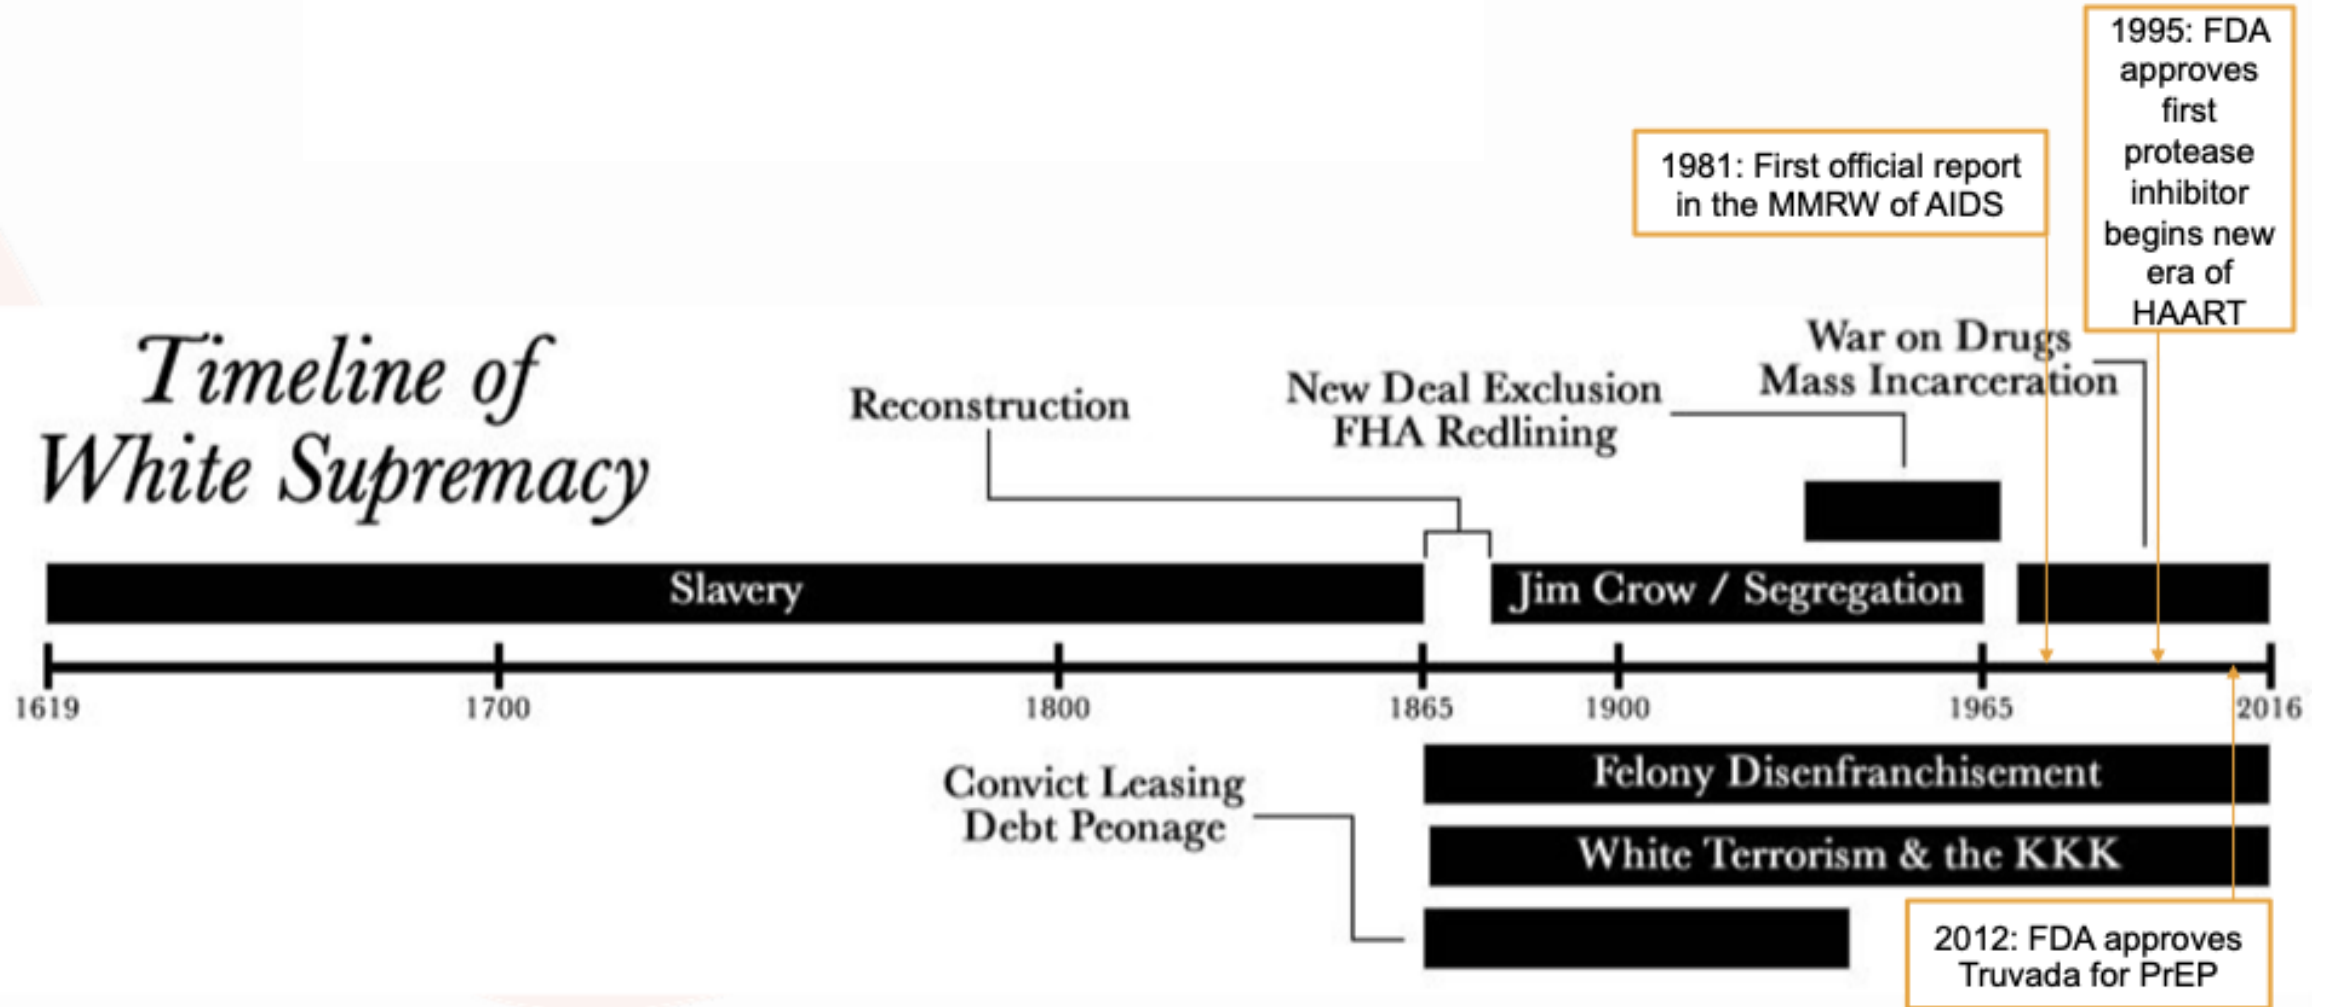 1995: FDA
approves
first
protease
inhibitor
begins new
era of
HAART
1981: First official report
in the MMRW of AIDS
Timeline of
White Supremacy
Reconstruction
New Deal Exclusion
FHA Redlining
War on Drugs
Mass Incarceration
Slavery
Jim Crow / Segregation
1619
1700
1800
1865
1900
1965
2016
Felony Disenfranchisement
Convict Leasing
Debt Peonage
White Terrorism & the KKK
2012: FDA approves
Truvada for PrEP